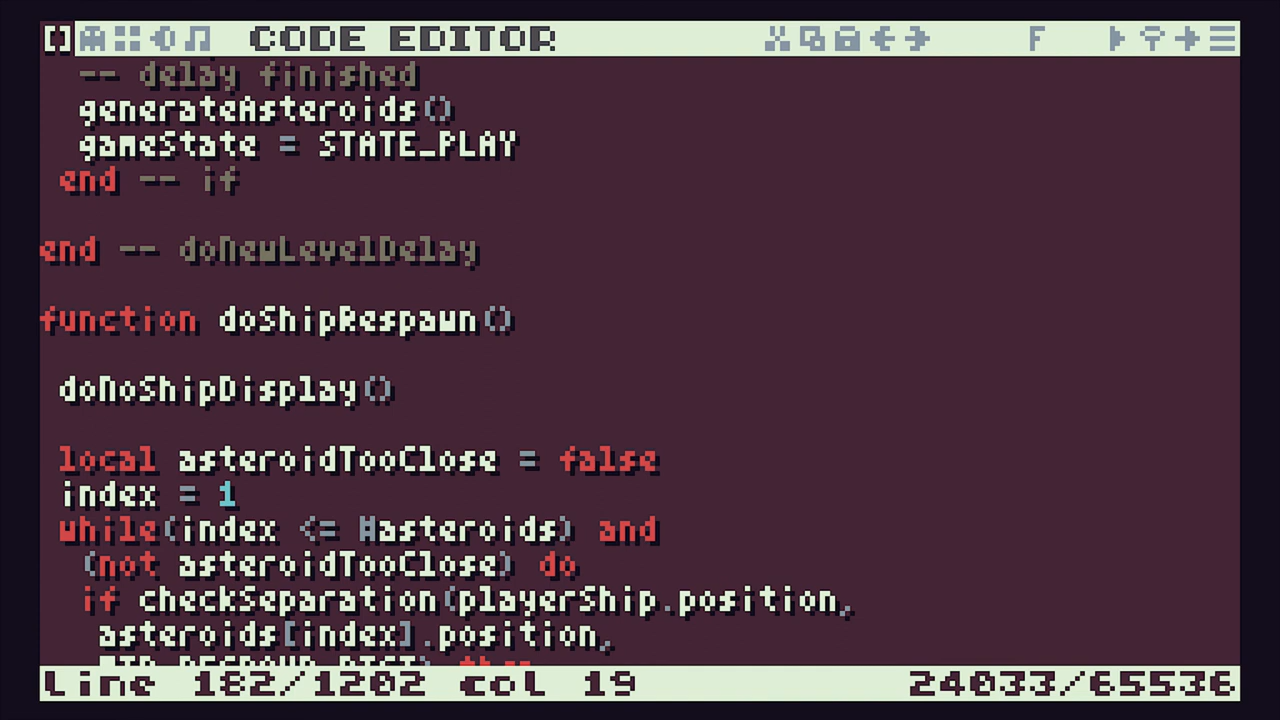 CODE EDITOR F
-- delay finished
generateAsteroids()
gameState = STATE_PLAY
end -- if
end -- doNewLevelDelay
function doShipRespawn()
doNoShipDisplay()
local asteroidTooClose = false
index = 1
while(index <= #asteroids) and
(not asteroidTooClose) do
if checkSeparation(playerShip.position,
asteroids[index].position,
Line 182/1202 col 19 24033/65536